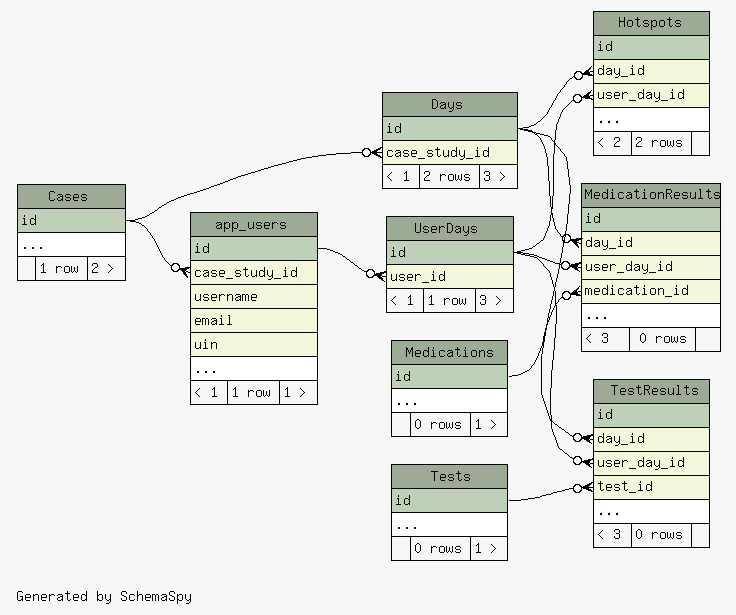 Cases
id
...
1 row 2 >
app_users
id
case_study_id
username
email
uin
...
< 1 1 row 1 >
Days
id
case_study_id
< 1 2 rows 3 >
UserDays
id
user_id
< 1 1 row 3 >
Medications
id
...
0 rows 1 >
Tests
id
...
0 rows 1 >
Hotspots
id
day_id
user_day_id
...
< 2 2 rows
MedicationResults
id
day_id
user_day_id
medication_id
...
< 3 0 rows
TestResults
id
day_id
user_day_id
test_id
...
< 3 0 rows
Generated by SchemaSpy